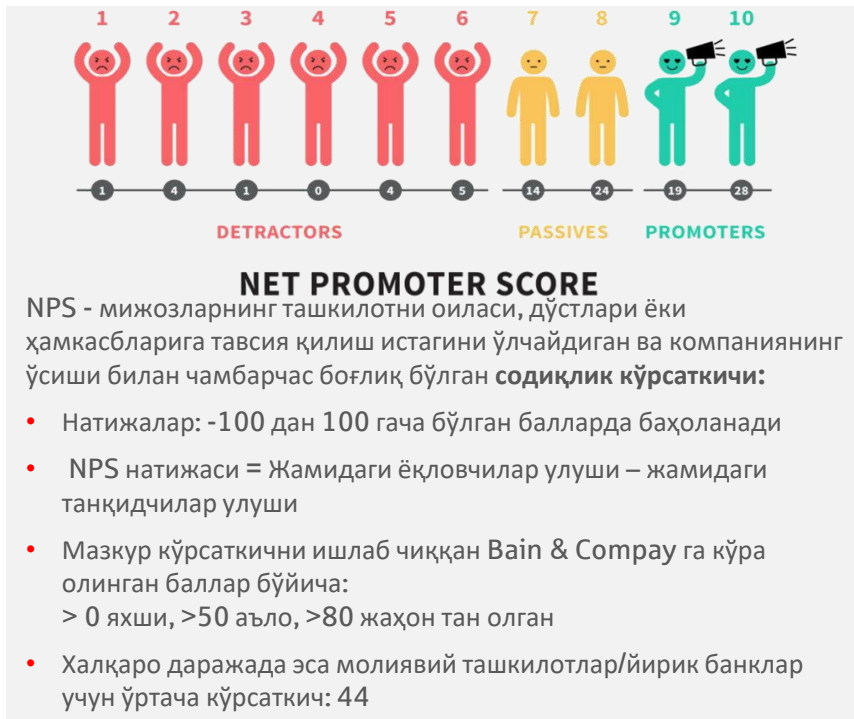 1 2 3 4 5 6 7 8 9 10
1 4 1 0 4 5 14 24 19 28
DETRACTORS PASSIVES PROMOTERS
NET PROMOTER SCORE
NPS - мижозларнинг ташкилотни оиласи, дўстлари ёки
ҳамкасбларига тавсия қилиш истагини ўлчайдиган ва компаниянинг
ўсиши билан чамбарчас боғлиқ бўлган содиқлик кўрсаткичи:
• Натижалар: -100 дан 100 гача бўлган балларда баҳоланади
• NPS натижаси = Жамидаги ёқловчилар улуши – жамидаги
танқидчилар улуши
• Мазкур кўрсаткични ишлаб чиққан Bain & Compay га кўра
олинган баллар бўйича:
> 0 яхши, >50 аъло, >80 жаҳон тан олган
• Халқаро даражада эса молиявий ташкилотлар/йирик банклар
учун ўртача кўрсаткич: 44